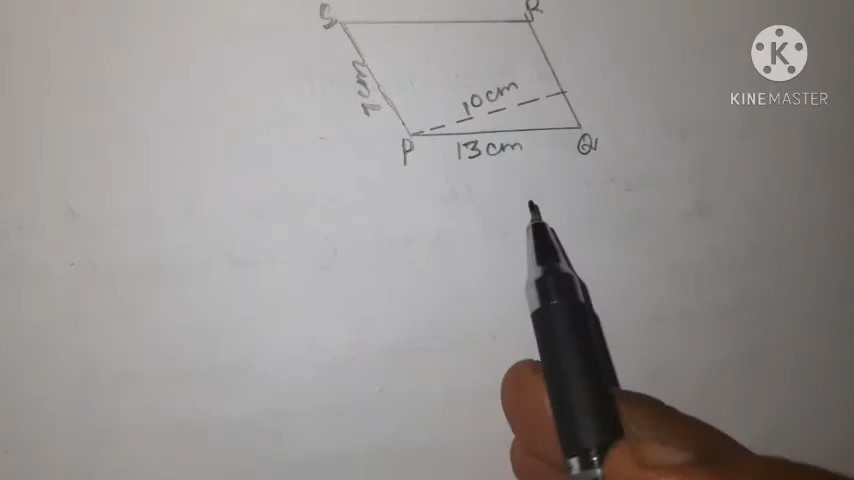 S R
7cm
10cm
P Q
13cm
K
KINEMASTER